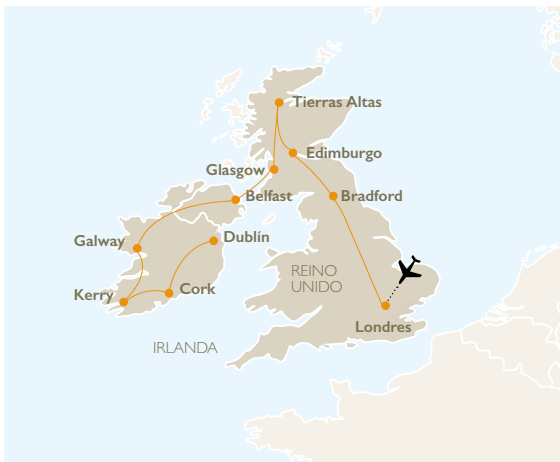 Tierras Altas
Edimburgo
Glasgow
Bradford
Belfast
Galway
Dublín
REINO
UNIDO
Kerry
Cork
Londres
IRLANDA